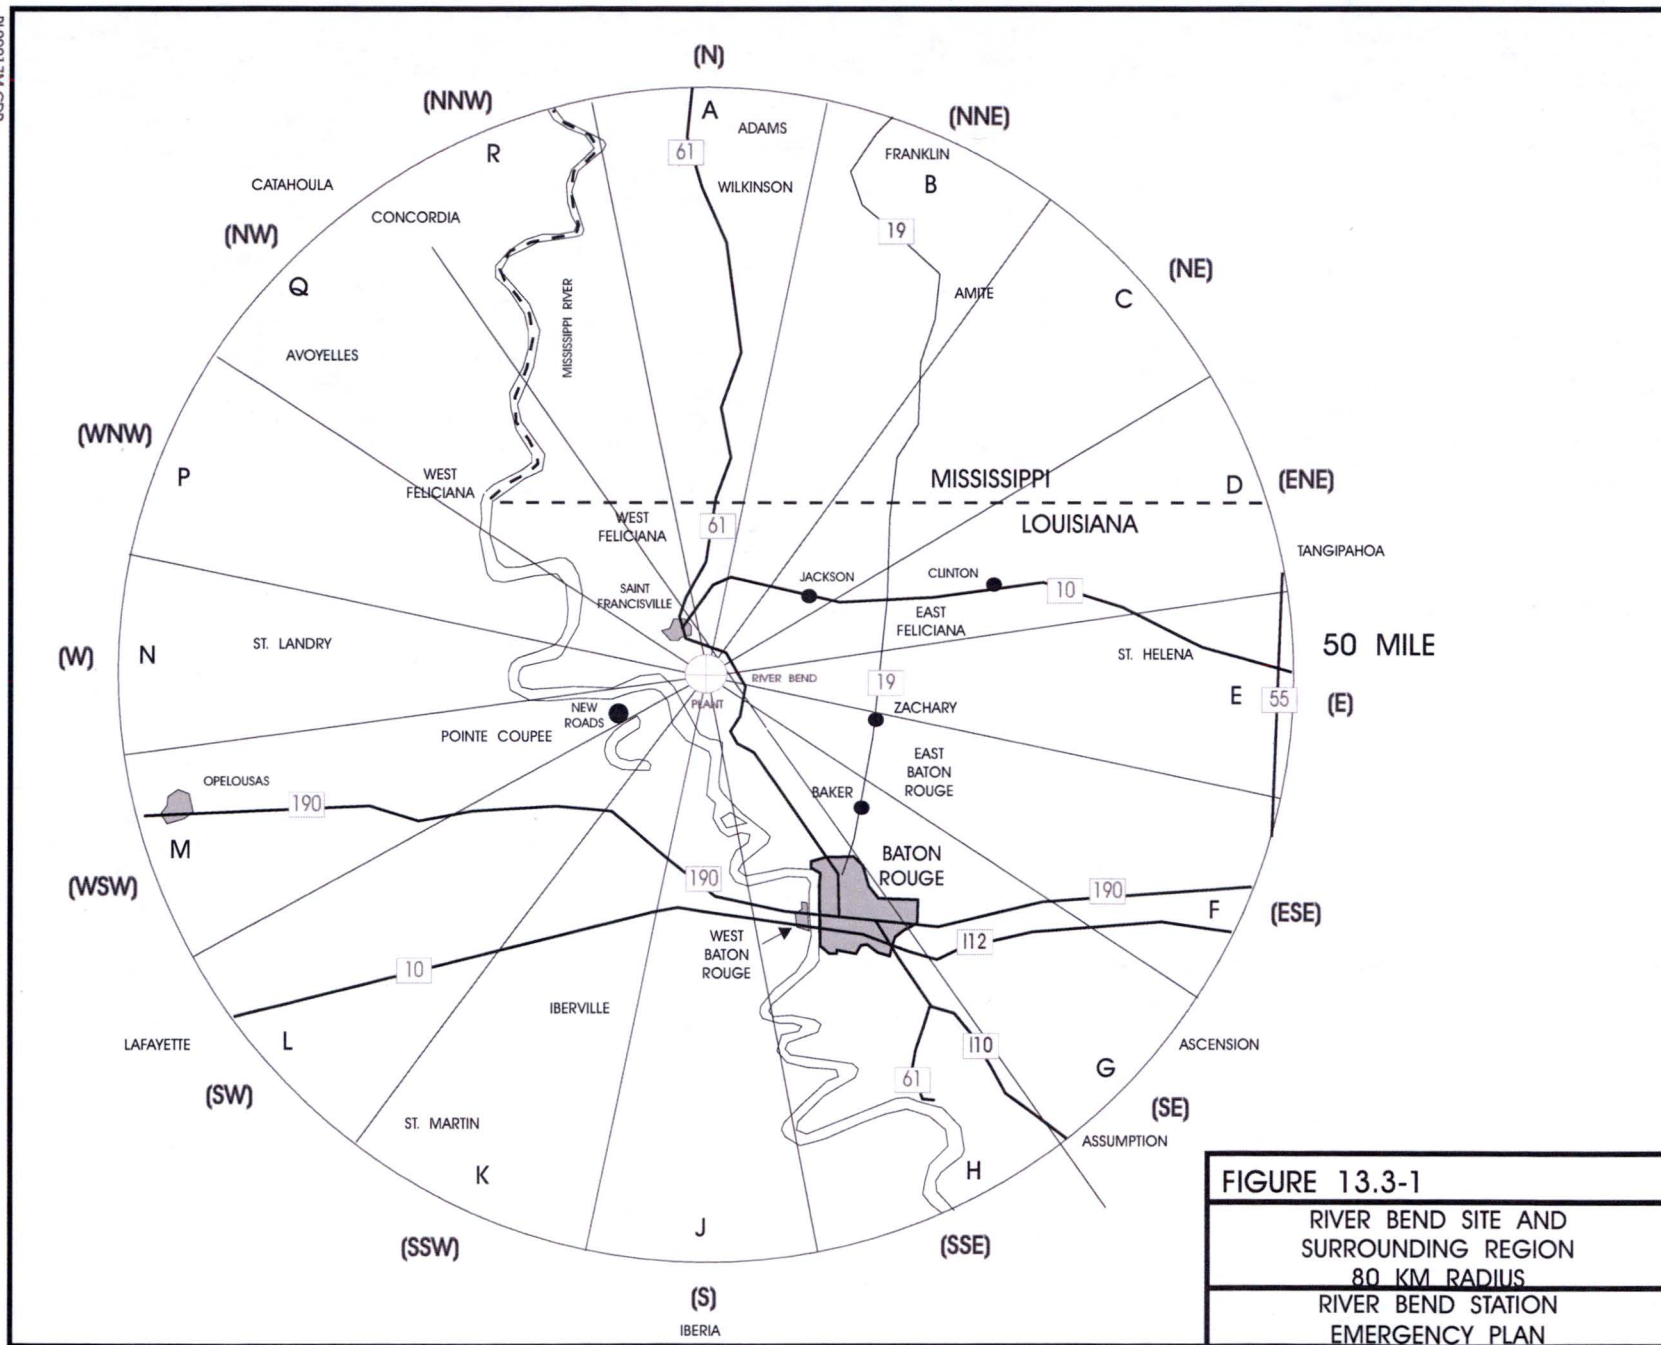 (N)
(NNW)
A
ADAMS
(NNE)
R
61
FRANKLIN
B
CATAHOULA
WILKINSON
CONCORDIA
(NW)
19
(NE)
Q
MISSISSIPPI RIVER
AMITE
C
AVOYELLES
(WNW)
P
WEST
FELICIANA
MISSISSIPPI
D
(ENE)
WEST
FELICIANA
61
LOUISIANA
TANGIPAHOA
SAINT
FRANCISVILLE
JACKSON
CLINTON
10
EAST
FELICIANA
(W)
N
ST. LANDRY
ST. HELENA
50 MILE
RIVER BEND
PLANT
19
E
55
(E)
NEW
ROADS
ZACHARY
POINTE COUPEE
EAST
BATON
ROUGE
OPELOUSAS
190
BAKER
M
BATON
ROUGE
(WSW)
190
190
F
(ESE)
WEST
BATON
ROUGE
I12
10
IBERVILLE
LAFAYETTE
L
I10
ASCENSION
(SW)
61
G
(SE)
ST. MARTIN
ASSUMPTION
K
H
J
(SSW)
(SSE)
(S)
IBERIA
FIGURE 13.3-1
RIVER BEND SITE AND
SURROUNDING REGION
80 KM RADIUS
RIVER BEND STATION
EMERGENCY PLAN